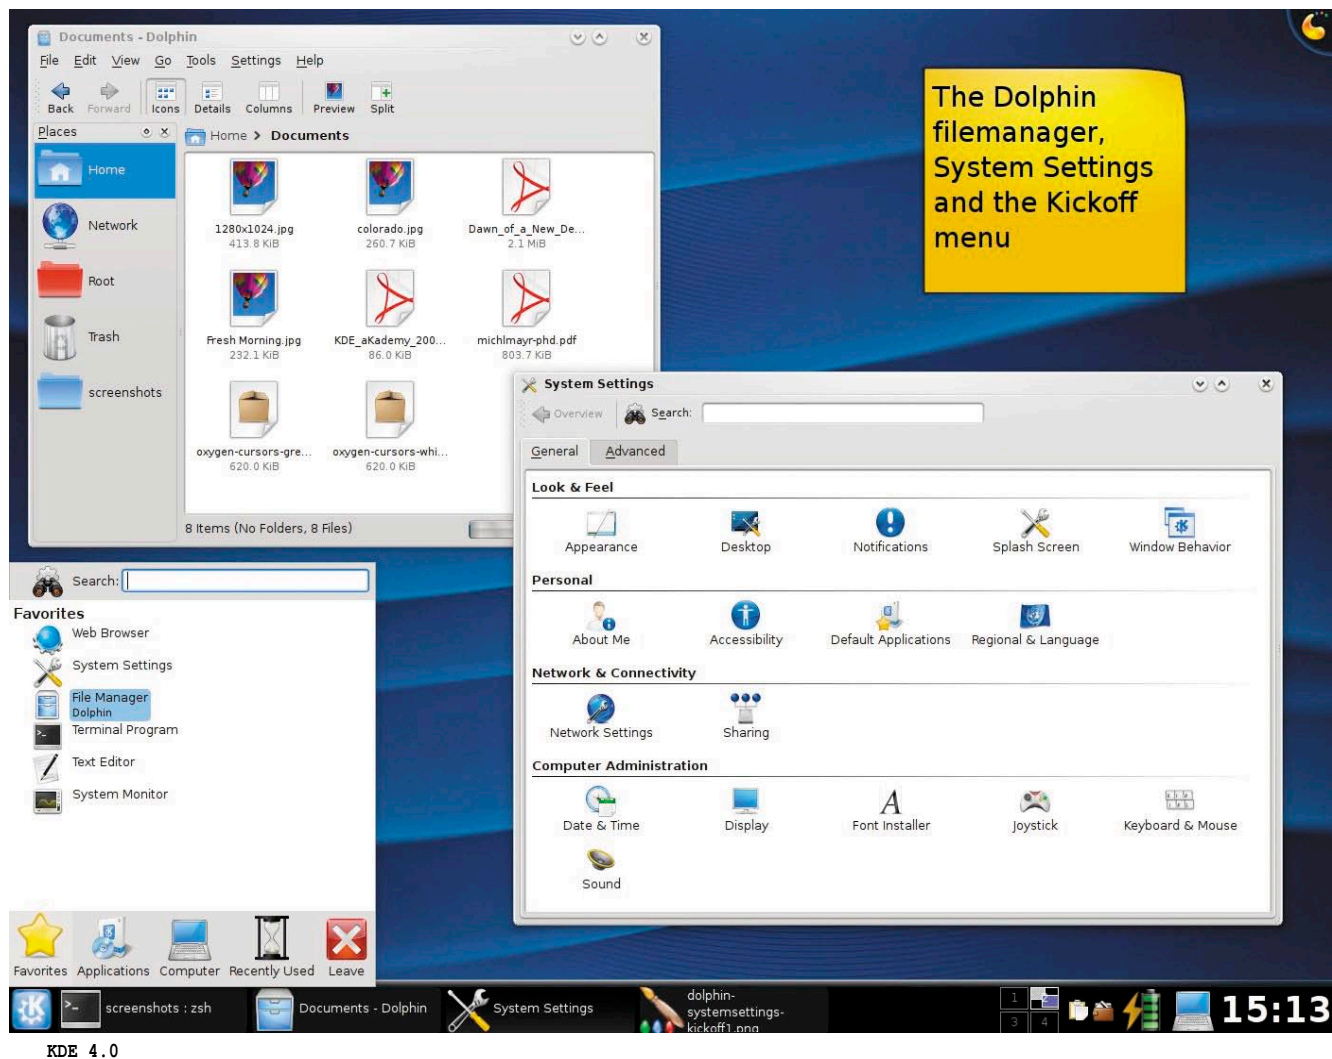 Documents - Dolphin
File Edit View Go Tools Settings Help
Back Forward Icons Details Columns Preview Split
Places
Home > Documents
Home
Network
Root
Trash
screenshots
1280x1024.jpg
413.8 KiB
colorado.jpg
260.7 KiB
Dawn_of_a_New_De...
2.1 MiB
Fresh Morning.jpg
232.1 KiB
KDE_aKademy_200...
86.0 KiB
michlmayr-phd.pdf
803.7 KiB
oxygen-cursors-gre...
620.0 KiB
oxygen-cursors-whi...
620.0 KiB
8 Items (No Folders, 8 Files)
The Dolphin
filemanager,
System Settings
and the Kickoff
menu
System Settings
Overview Search:
General Advanced
Look & Feel
Appearance Desktop Notifications Splash Screen Window Behavior
Personal
About Me Accessibility Default Applications Regional & Language
Network & Connectivity
Network Settings Sharing
Computer Administration
Date & Time Display Font Installer Joystick Keyboard & Mouse
Sound
Search:
Favorites
Web Browser
System Settings
File Manager
Dolphin
Terminal Program
Text Editor
System Monitor
Favorites Applications Computer Recently Used Leave
screenshots : zsh
Documents - Dolphin
System Settings
dolphin-
systemsettings-
kickoff1.png
1
3 4
15:13
KDE 4.0